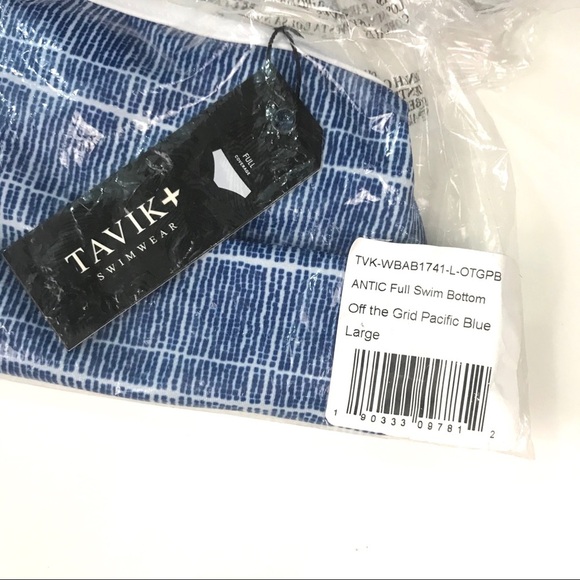 TAVIK+
SWIMWEAR
FULL
COVERAGE
TVK-WBAB1741-L-OTGPB
ANTIC Full Swim Bottom
Off the Grid Pacific Blue
Large
1 90333 09781 2